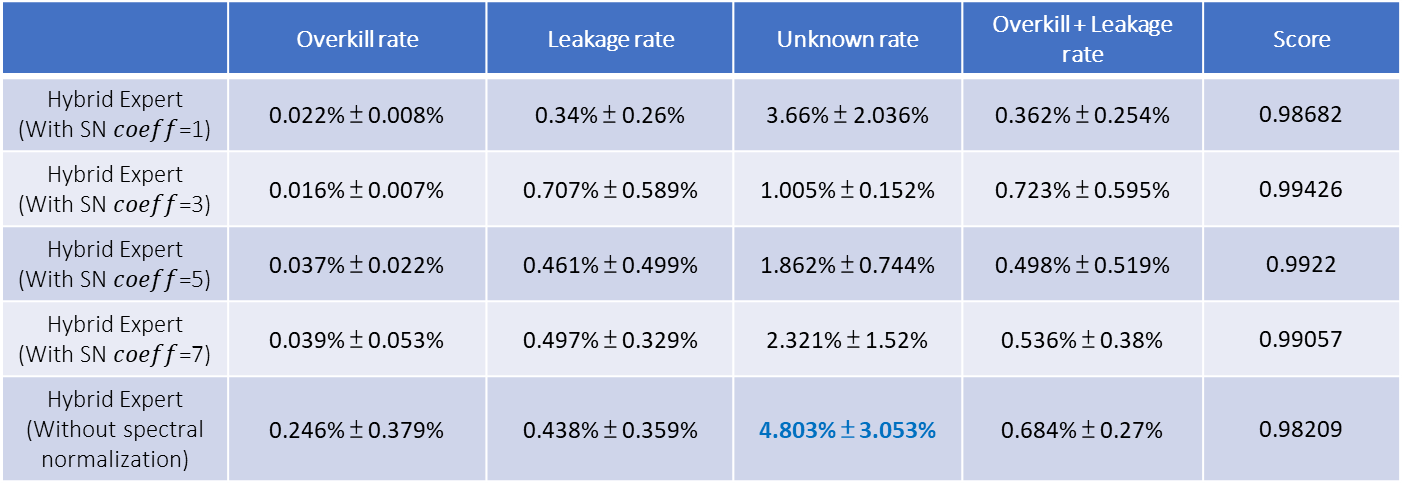 Overkill rate
Leakage rate
Unknown rate
Overkill + Leakage
rate
Score
Hybrid Expert
(With SN coeff=1)
0.022% ± 0.008%
0.34% ± 0.26%
3.66% ± 2.036%
0.362% ± 0.254%
0.98682
Hybrid Expert
(With SN coeff=3)
0.016% ± 0.007%
0.707% ± 0.589%
1.005% ± 0.152%
0.723% ± 0.595%
0.99426
Hybrid Expert
(With SN coeff=5)
0.037% ± 0.022%
0.461% ± 0.499%
1.862% ± 0.744%
0.498% ± 0.519%
0.9922
Hybrid Expert
(With SN coeff=7)
0.039% ± 0.053%
0.497% ± 0.329%
2.321% ± 1.52%
0.536% ± 0.38%
0.99057
Hybrid Expert
(Without spectral
normalization)
0.246% ± 0.379%
0.438% ± 0.359%
4.803% ± 3.053%
0.684% ± 0.27%
0.98209